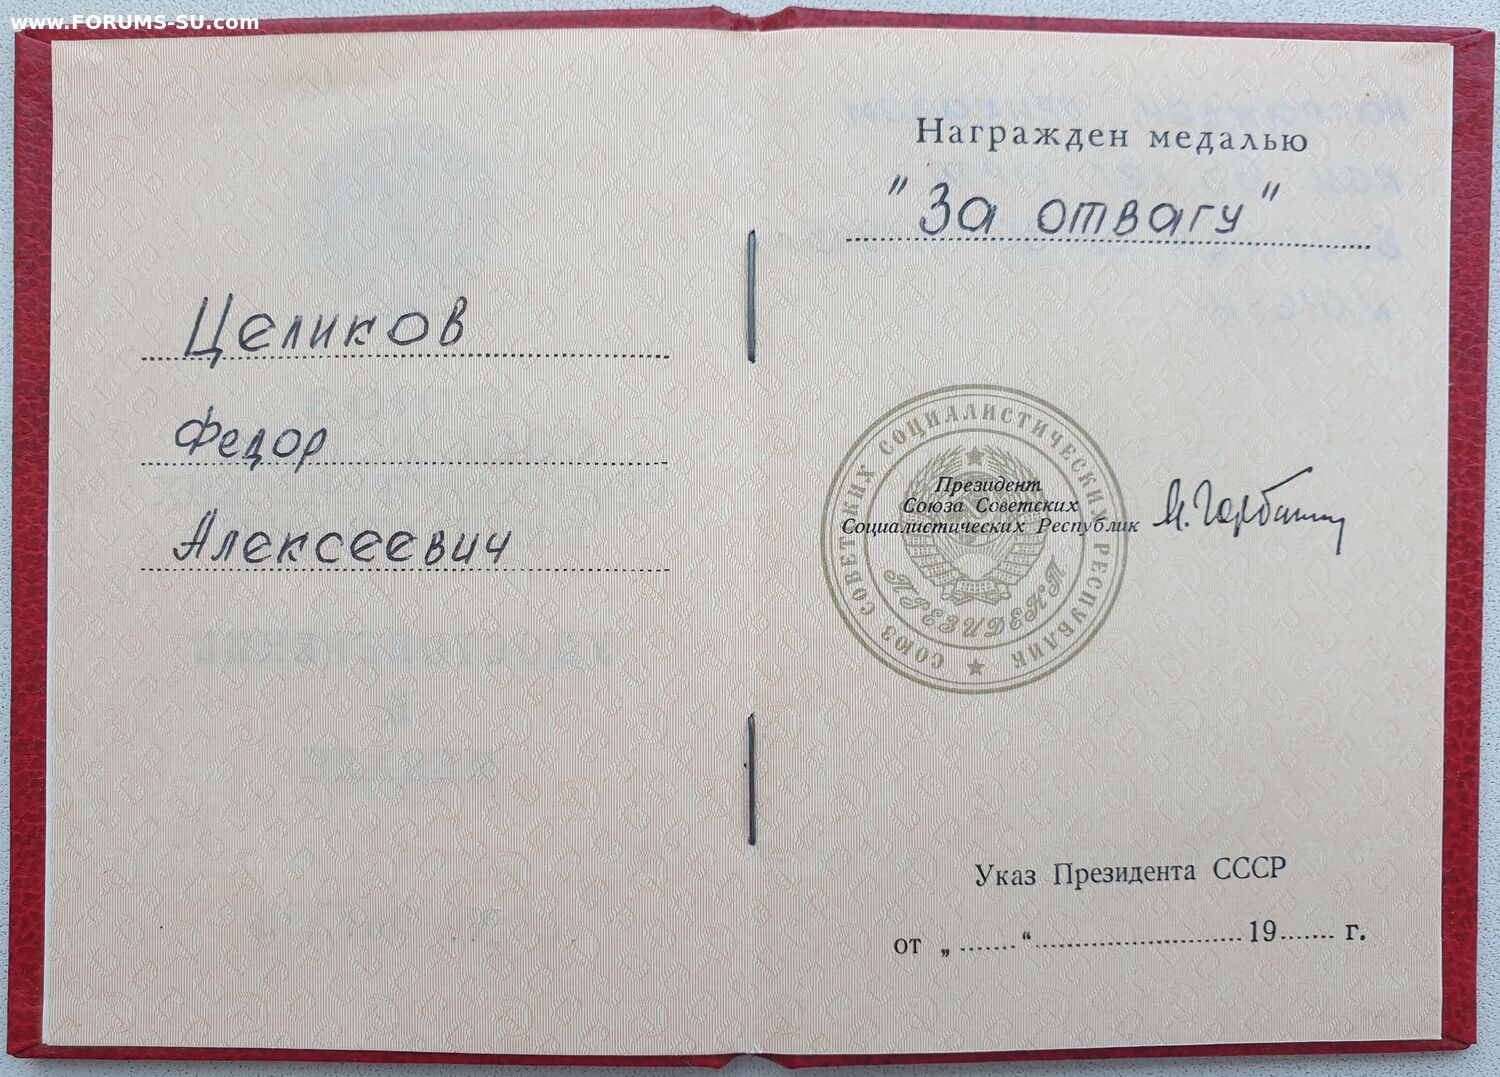 www.FORUMS-SU.com
Целиков
Федор
Алексеевич
Награжден медалью
"За отвагу"
СОЮЗ СОВЕТСКИХ СОЦИАЛИСТИЧЕСКИХ РЕСПУБЛИК
Президент
Союза Советских
Социалистических Республик
М. Горбачев
ПРЕЗИДЕНТ
Указ Президента СССР
от „.......“........................19....... г.